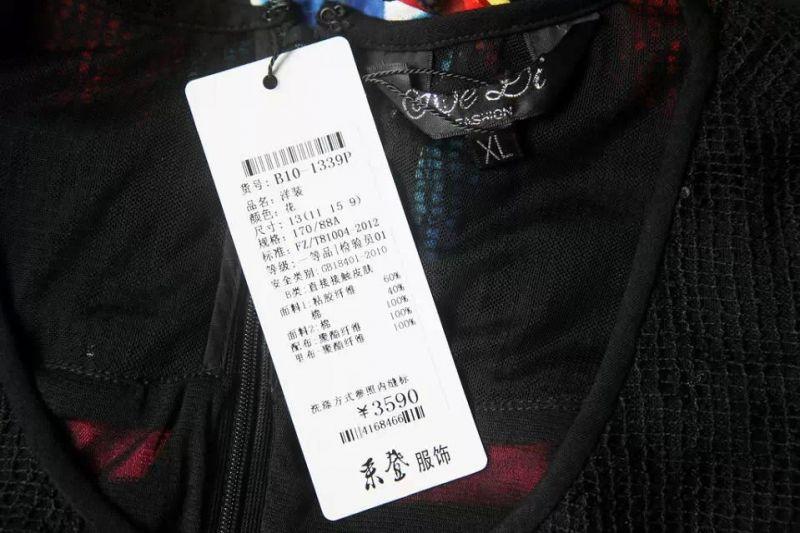 FASHION
XL
货号: B10-1339P
品名: 洋装
颜色: 花
尺寸: 13(11 15 9)
规格: 170/88A
标准: FZ/T81004-2012
等级: 一等品|检验员01
安全类别: GB18401-2010
B类: 直接接触皮肤
面料1: 粘胶纤维 60%
棉 40%
面料2: 棉 100%
配布: 聚酯纤维 100%
里布: 聚酯纤维 100%
洗涤方式参照内缝标
¥3590
4168466
服饰